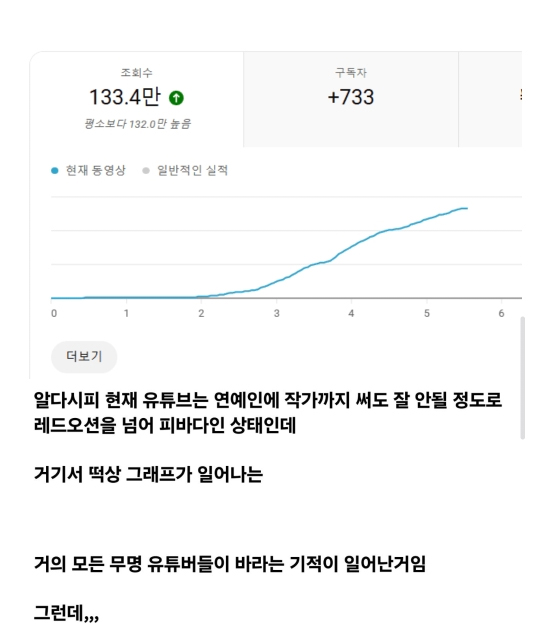 조회수
133.4만
평소보다 132.0만 높음
구독자
+733
현재 동영상
일반적인 실적
0 1 2 3 4 5 6
더보기
알다시피 현재 유튜브는 연예인에 작가까지 써도 잘 안될 정도로
레드오션을 넘어 피바다인 상태인데
거기서 떡상 그래프가 일어나는
거의 모든 무명 유튜버들이 바라는 기적이 일어난거임
그런데,,,